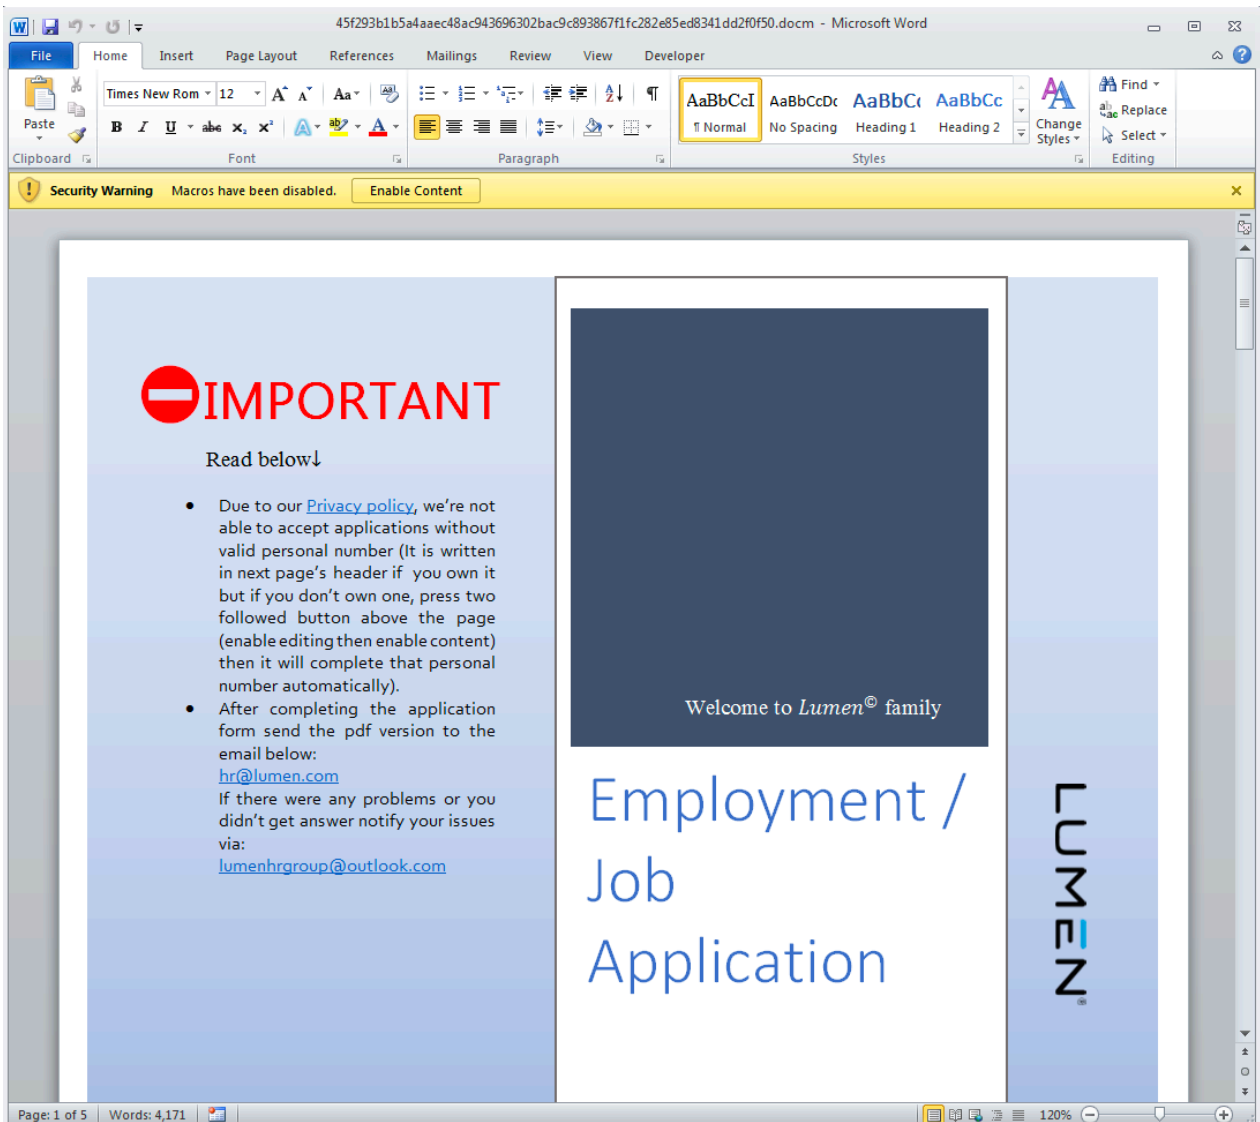 45f293b1b5a4aaec48ac943696302bac9c893867f1fc282e85ed8341dd2f0f50.docm - Microsoft Word
File Home Insert Page Layout References Mailings Review View Developer
Times New Rom 12
Paste
Clipboard Font Paragraph Styles Editing
AaBbCcI AaBbCcDc AaBbC AaBbCc
¶ Normal No Spacing Heading 1 Heading 2
Change
Styles
Find
Replace
Select
Security Warning Macros have been disabled. Enable Content
IMPORTANT
Read below↓
• Due to our Privacy policy, we're not
able to accept applications without
valid personal number (It is written
in next page's header if you own it
but if you don't own one, press two
followed button above the page
(enable editing then enable content)
then it will complete that personal
number automatically).
• After completing the application
form send the pdf version to the
email below:
hr@lumen.com
If there were any problems or you
didn't get answer notify your issues
via:
lumenhrgroup@outlook.com
Welcome to Lumen© family
Employment /
Job
Application
LUMEN®
Page: 1 of 5 Words: 4,171 120%